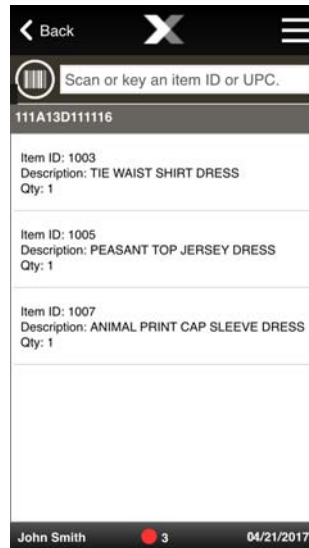 Back
Scan or key an item ID or UPC.
111A13D111116
Item ID: 1003
Description: TIE WAIST SHIRT DRESS
Qty: 1
Item ID: 1005
Description: PEASANT TOP JERSEY DRESS
Qty: 1
Item ID: 1007
Description: ANIMAL PRINT CAP SLEEVE DRESS
Qty: 1
John Smith 3 04/21/2017